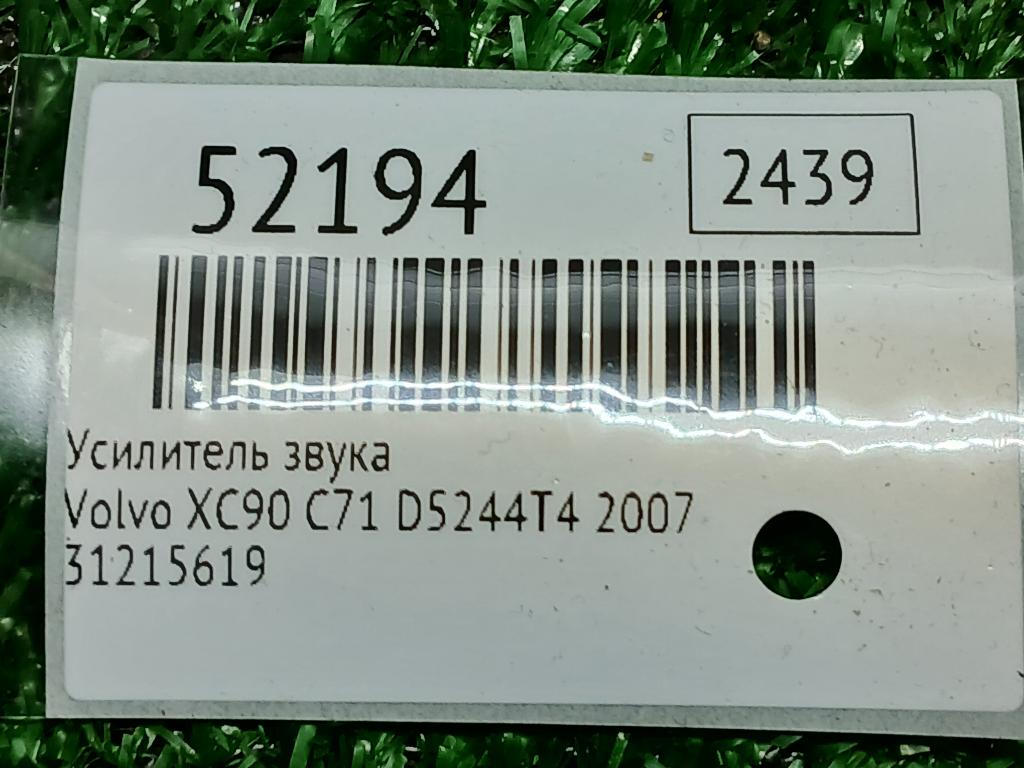 52194
2439
Усилитель звука
Volvo XC90 C71 D5244T4 2007
31215619